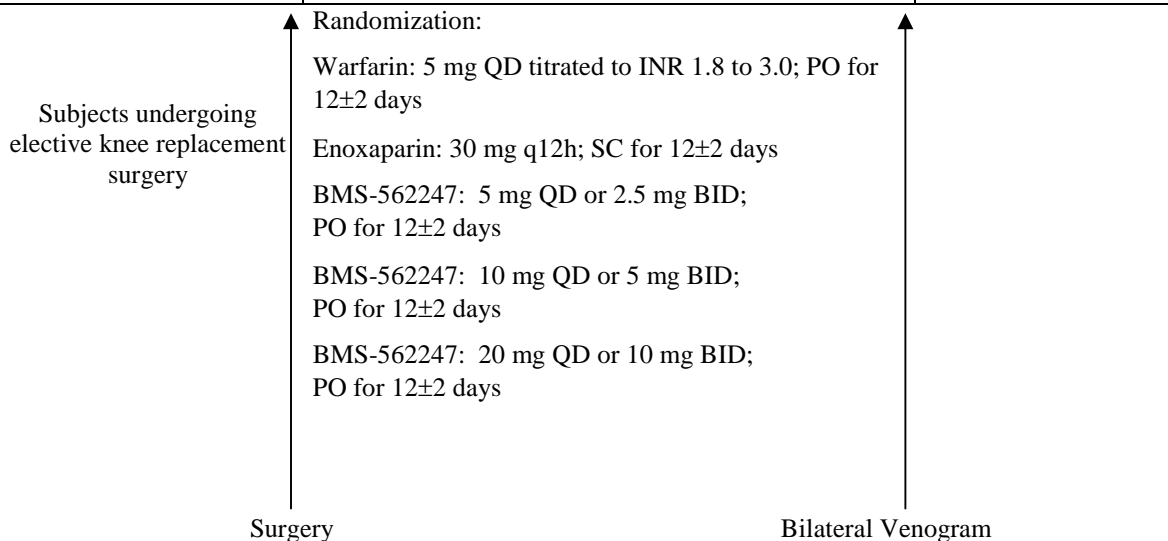 Randomization:
Warfarin: 5 mg QD titrated to INR 1.8 to 3.0; PO for
12±2 days
Subjects undergoing
elective knee replacement
surgery
Enoxaparin: 30 mg q12h; SC for 12±2 days
BMS-562247: 5 mg QD or 2.5 mg BID;
PO for 12±2 days
BMS-562247: 10 mg QD or 5 mg BID;
PO for 12±2 days
BMS-562247: 20 mg QD or 10 mg BID;
PO for 12±2 days
Surgery
Bilateral Venogram